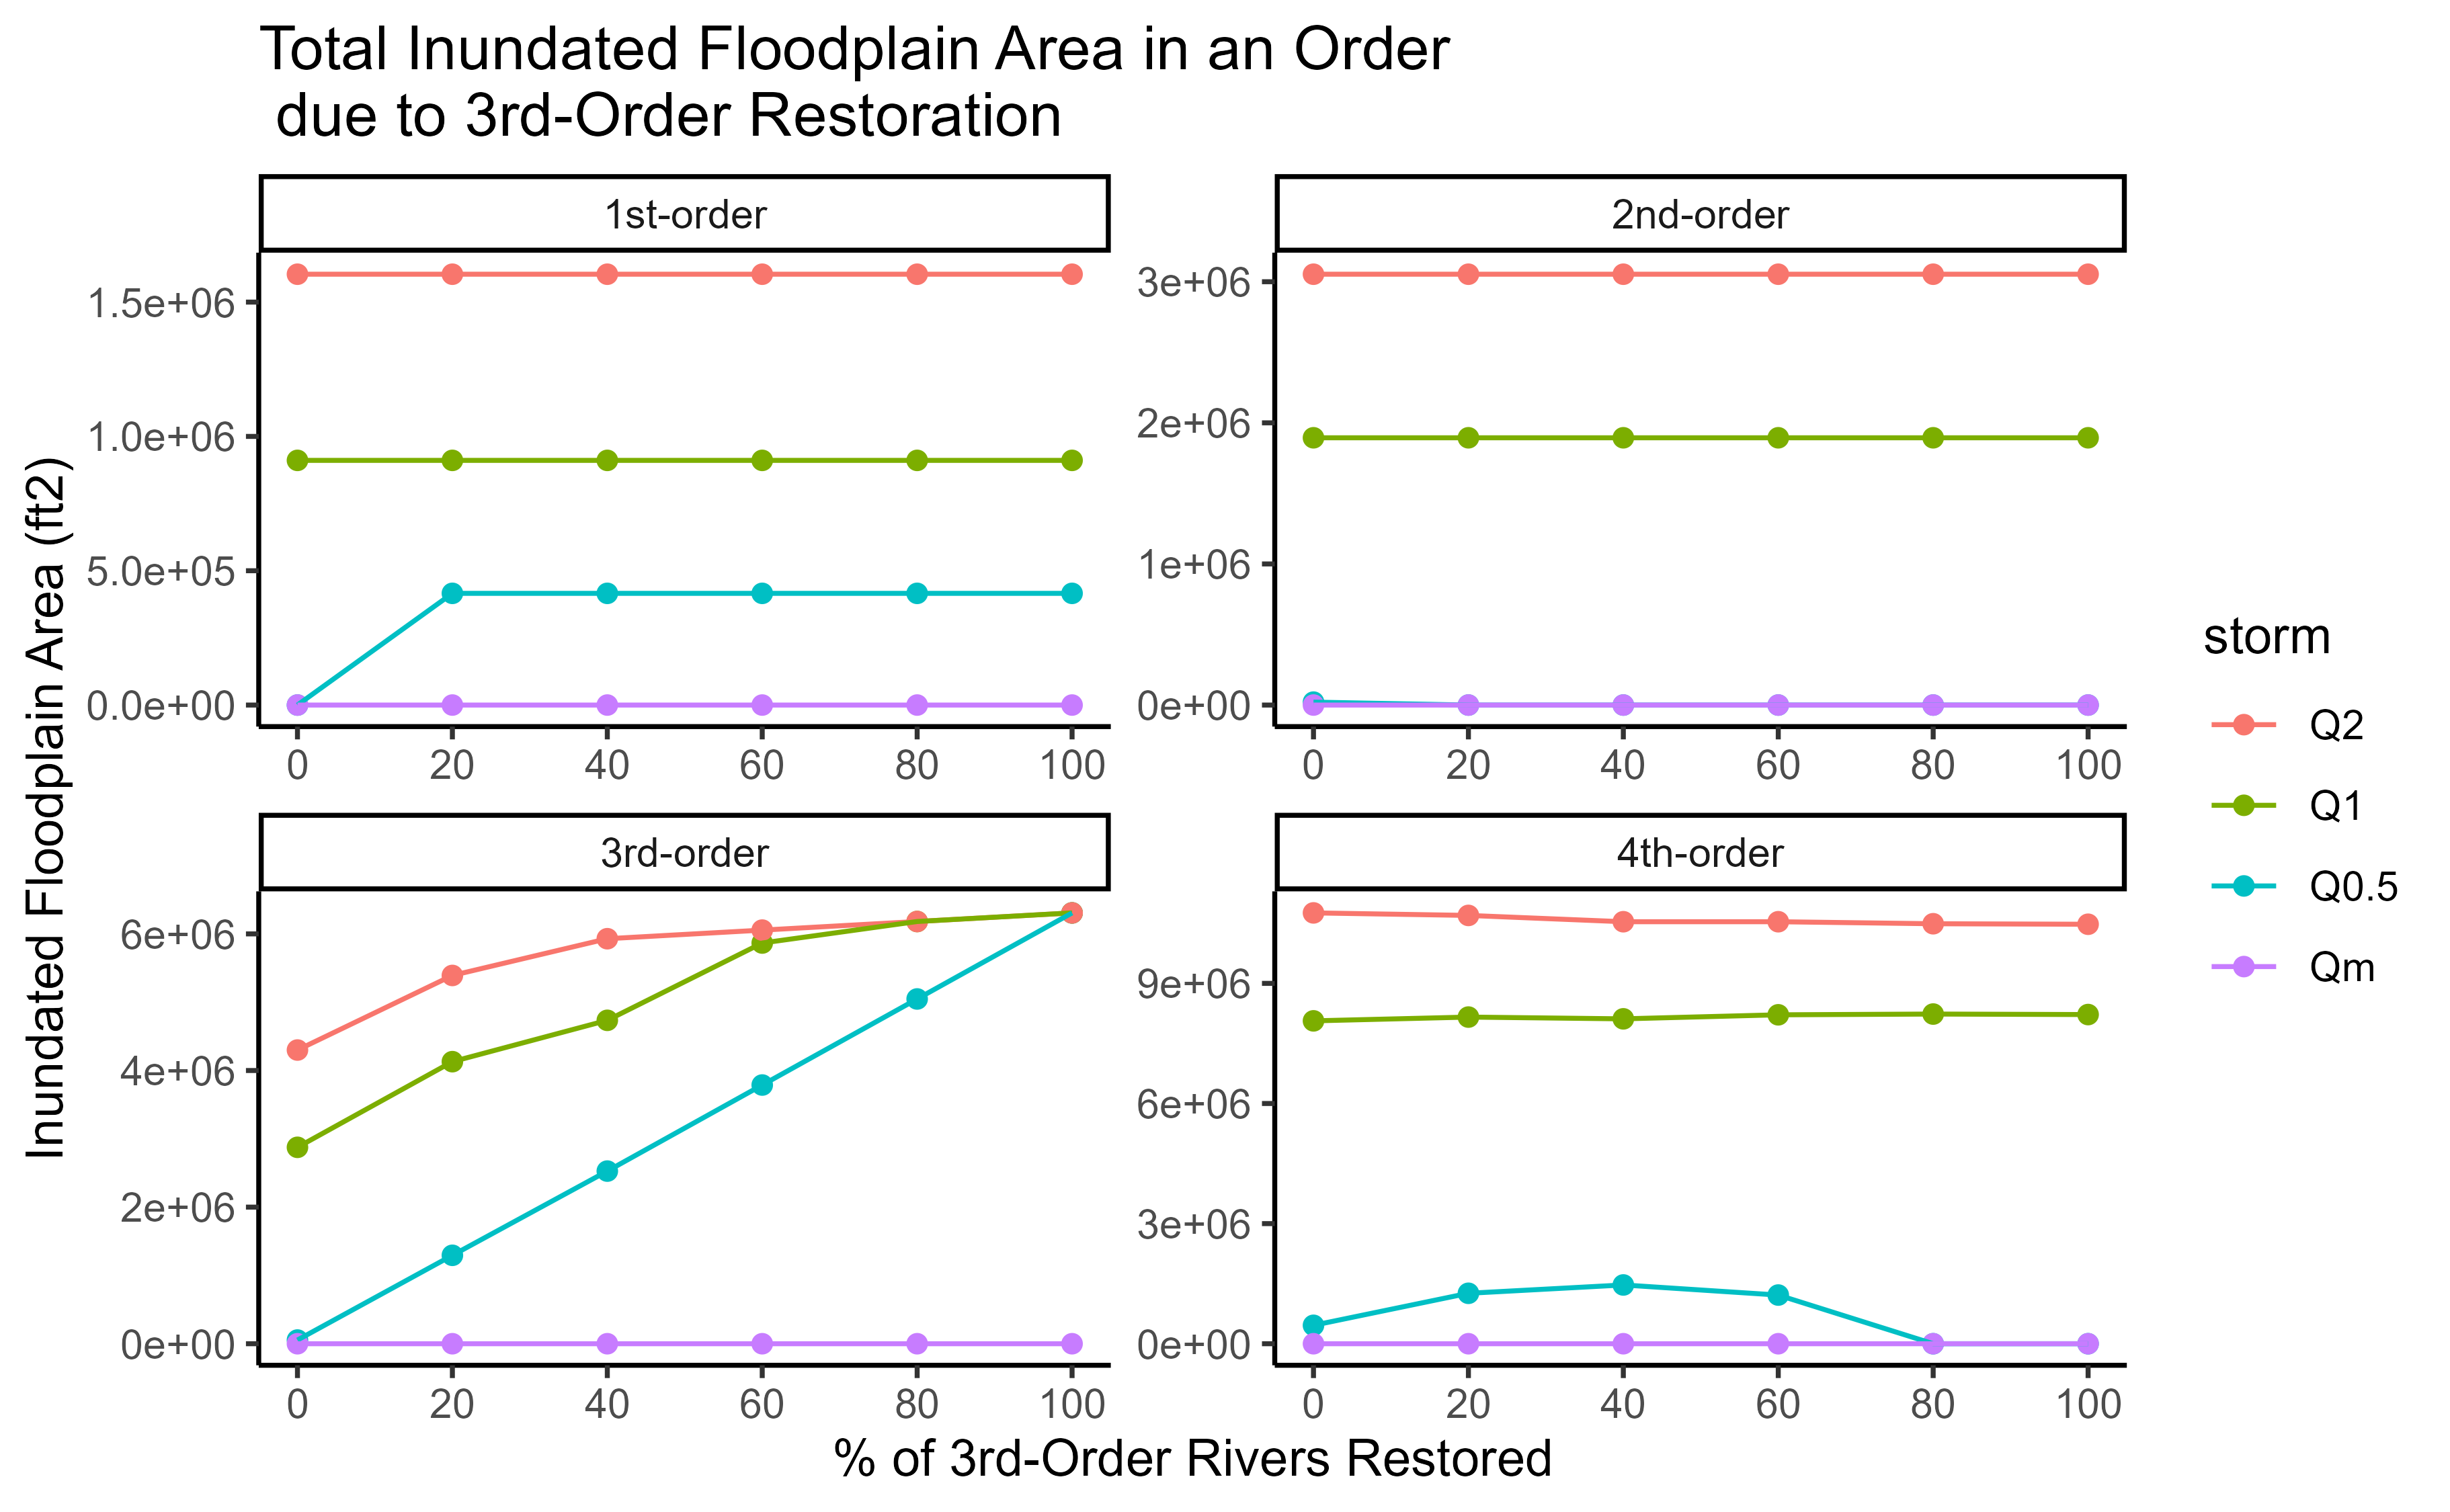 Total Inundated Floodplain Area in an Order
due to 3rd-Order Restoration
1st-order
2nd-order
1.5e+06
1.0e+06
5.0e+05
0.0e+00
0 20 40 60 80 100
3e+06
2e+06
1e+06
0e+00
0 20 40 60 80 100
3rd-order
4th-order
6e+06
4e+06
2e+06
0e+00
0 20 40 60 80 100
9e+06
6e+06
3e+06
0e+00
0 20 40 60 80 100
Inundated Floodplain Area (ft2)
% of 3rd-Order Rivers Restored
storm
Q2
Q1
Q0.5
Qm